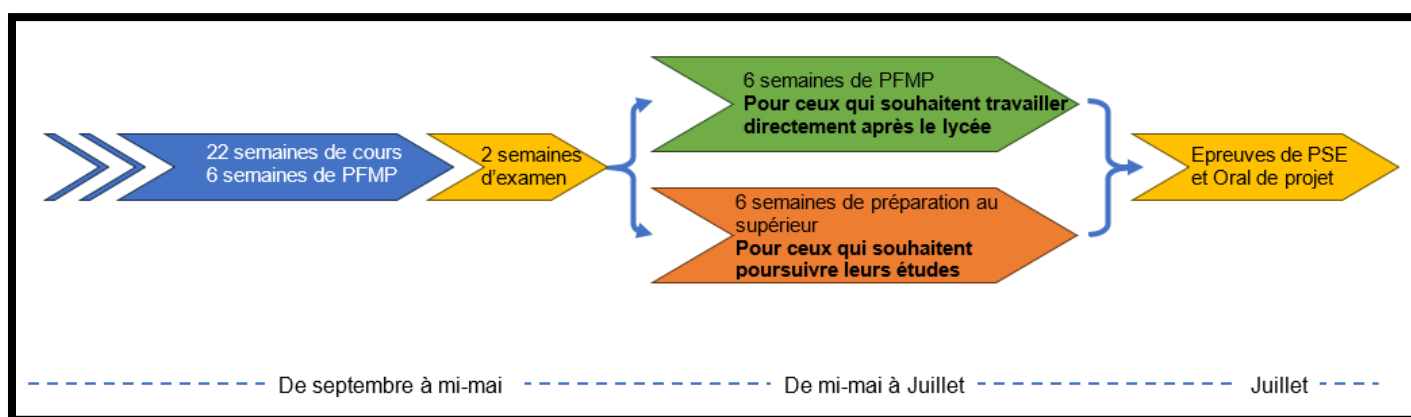 22 semaines de cours
6 semaines de PFMP
2 semaines
d'examen
6 semaines de PFMP
Pour ceux qui souhaitent travailler
directement après le lycée
6 semaines de préparation au
supérieur
Pour ceux qui souhaitent
poursuivre leurs études
Epreuves de PSE
et Oral de projet
De septembre à mi-mai
De mi-mai à Juillet
Juillet